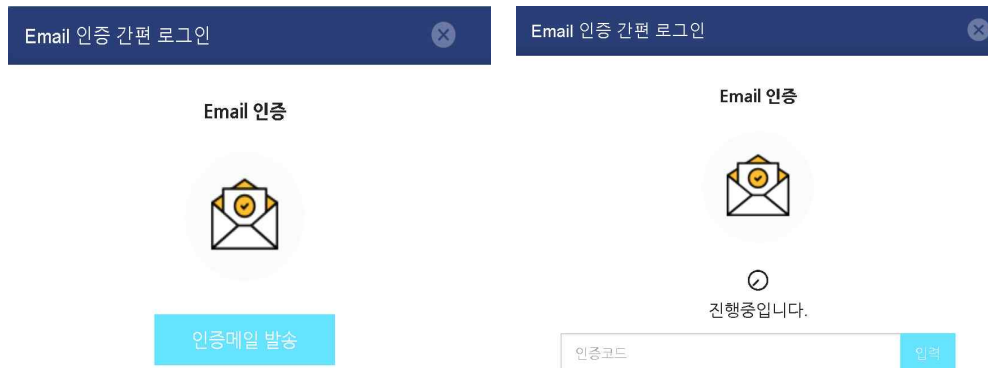 Email 인증 간편 로그인
Email 인증
인증메일 발송
Email 인증 간편 로그인
Email 인증
진행중입니다.
인증코드
입력